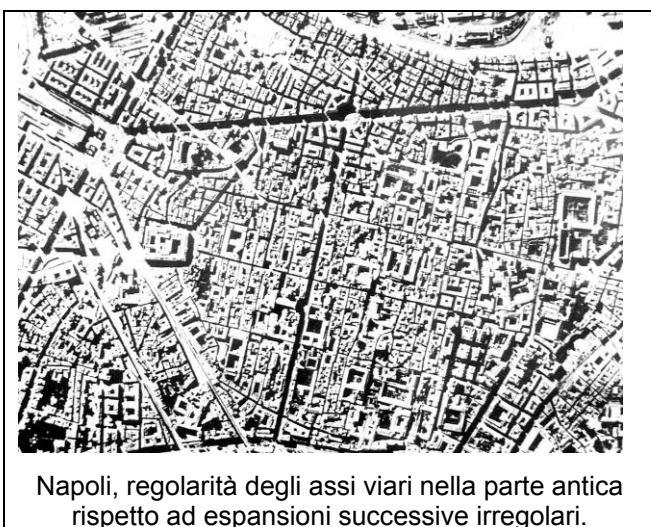 Napoli, regolarità degli assi viari nella parte antica
rispetto ad espansioni successive irregolari.